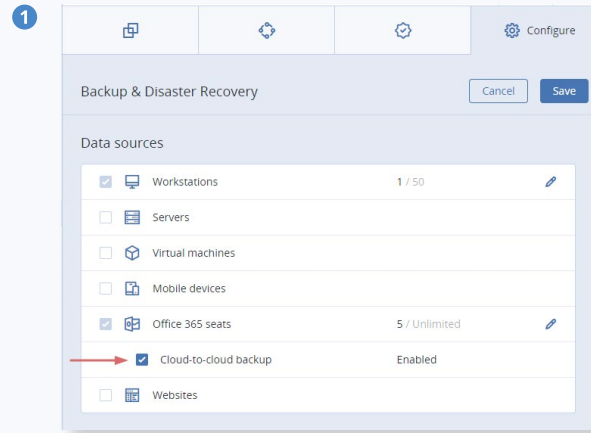 1
Configure
Backup & Disaster Recovery
Cancel
Save
Data sources
Workstations 1 / 50
Servers
Virtual machines
Mobile devices
Office 365 seats 5 / Unlimited
Cloud-to-cloud backup Enabled
Websites